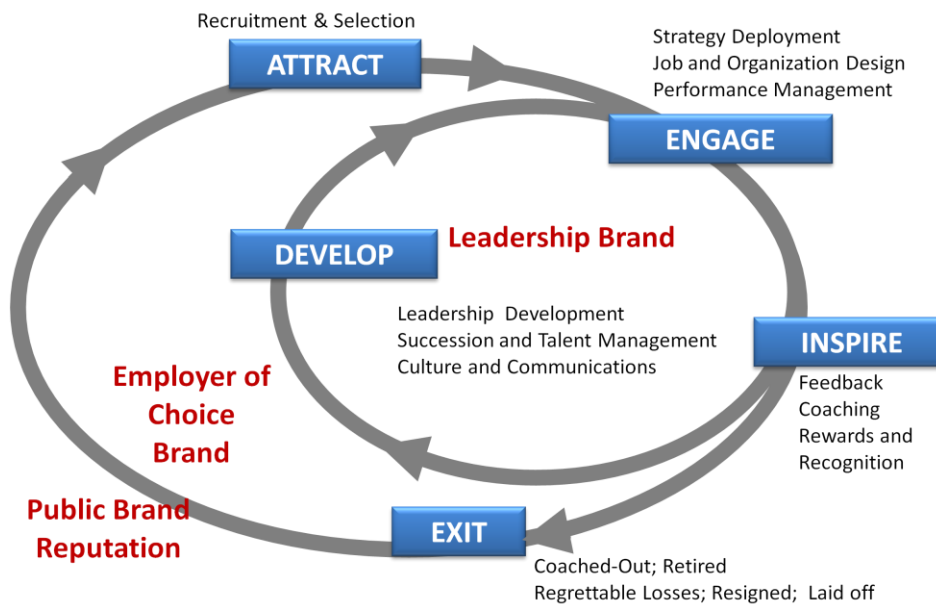 Recruitment & Selection
ATTRACT
Strategy Deployment
Job and Organization Design
Performance Management
ENGAGE
DEVELOP
Leadership Brand
Leadership Development
Succession and Talent Management
Culture and Communications
INSPIRE
Feedback
Coaching
Rewards and
Recognition
Employer of
Choice
Brand
Public Brand
Reputation
EXIT
Coached-Out; Retired
Regrettable Losses; Resigned; Laid off